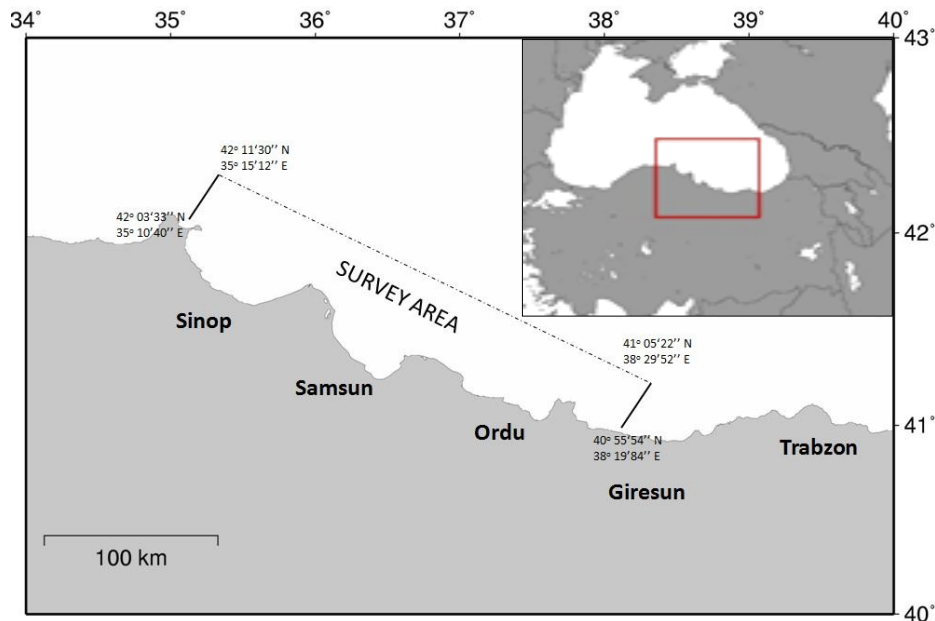 34˚ 35˚ 36˚ 37˚ 38˚ 39˚ 40˚
43˚
42° 11‘30‘’ N
35° 15‘12‘’ E
42° 03‘33‘’ N
35° 10‘40‘’ E
42˚
SURVEY AREA
Sinop
41° 05‘22‘’ N
38° 29‘52‘’ E
Samsun
Ordu
41˚
40° 55‘54‘’ N
38° 19‘84‘’ E
Trabzon
Giresun
100 km
40˚